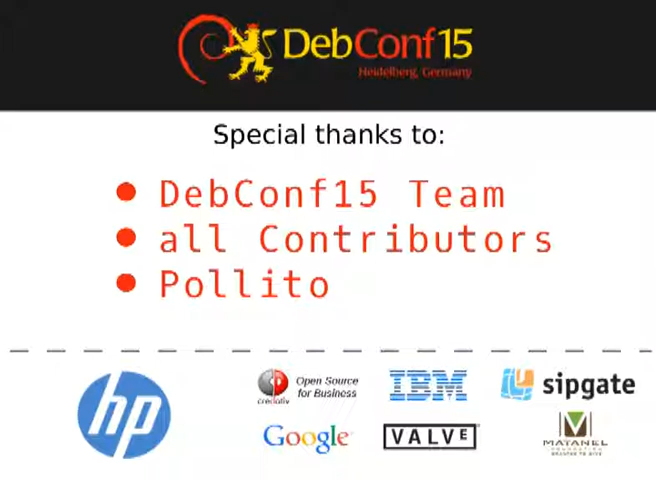 DebConf15
Heidelberg, Germany
Special thanks to:
DebConf15 Team
all Contributors
Pollito
hp
credativ
Open Source
for Business
IBM
sipgate
Google
VALVE
MATANEL
FOUNDATION